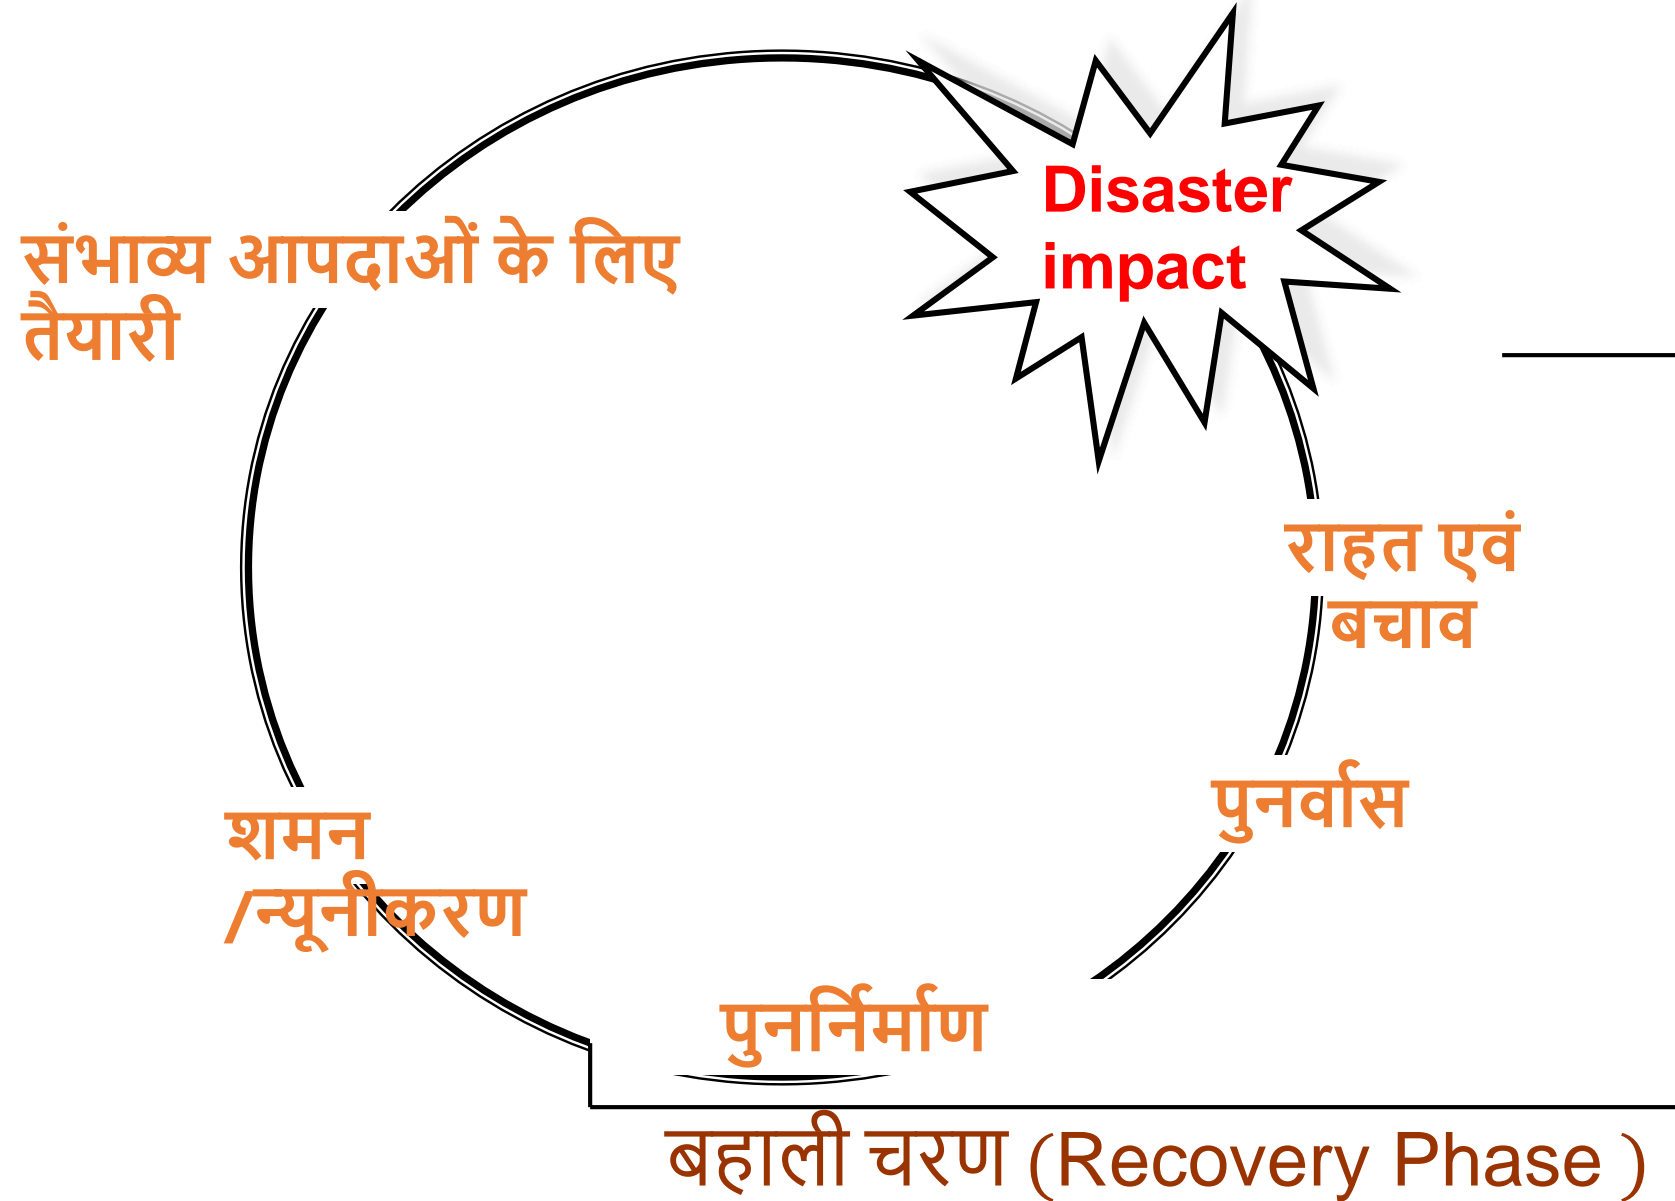 Disaster
impact
संभाव्य आपदाओं के लिए
तैयारी
राहत एवं
बचाव
पुनर्वास
शमन
/न्यूनीकरण
पुनर्निर्माण
बहाली चरण (Recovery Phase )